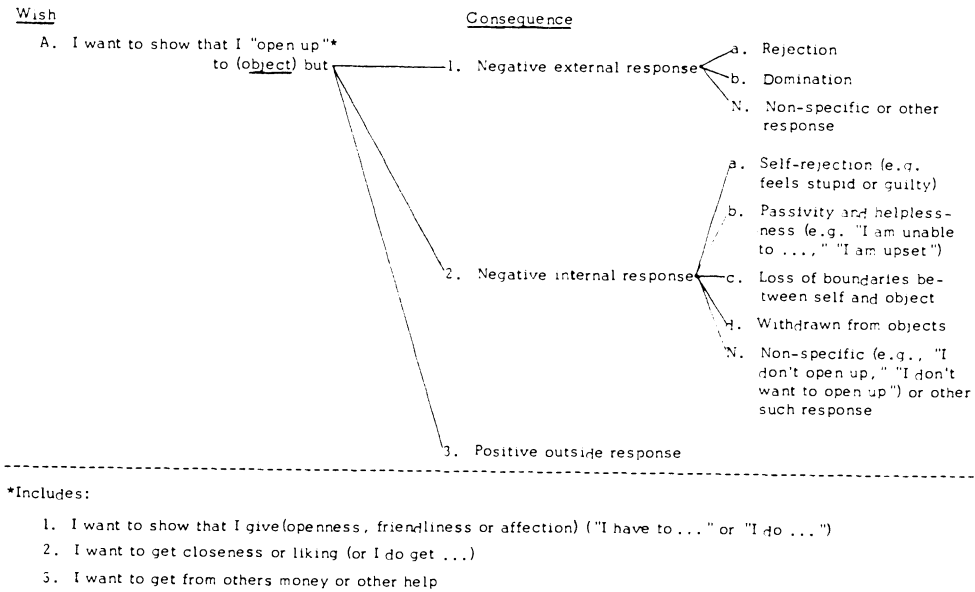 Wish
Consequence
A. I want to show that I "open up"*
to (object) but
1. Negative external response
a. Rejection
b. Domination
N. Non-specific or other
response
2. Negative internal response
a. Self-rejection (e.g.
feels stupid or guilty)
b. Passivity and helpless-
ness (e.g. "I am unable
to ...," "I am upset")
c. Loss of boundaries be-
tween self and object
d. Withdrawn from objects
N. Non-specific (e.g., "I
don't open up," "I don't
want to open up") or other
such response
3. Positive outside response
*Includes:
1. I want to show that I give (openness, friendliness or affection) ("I have to ..." or "I do ...")
2. I want to get closeness or liking (or I do get ...)
3. I want to get from others money or other help